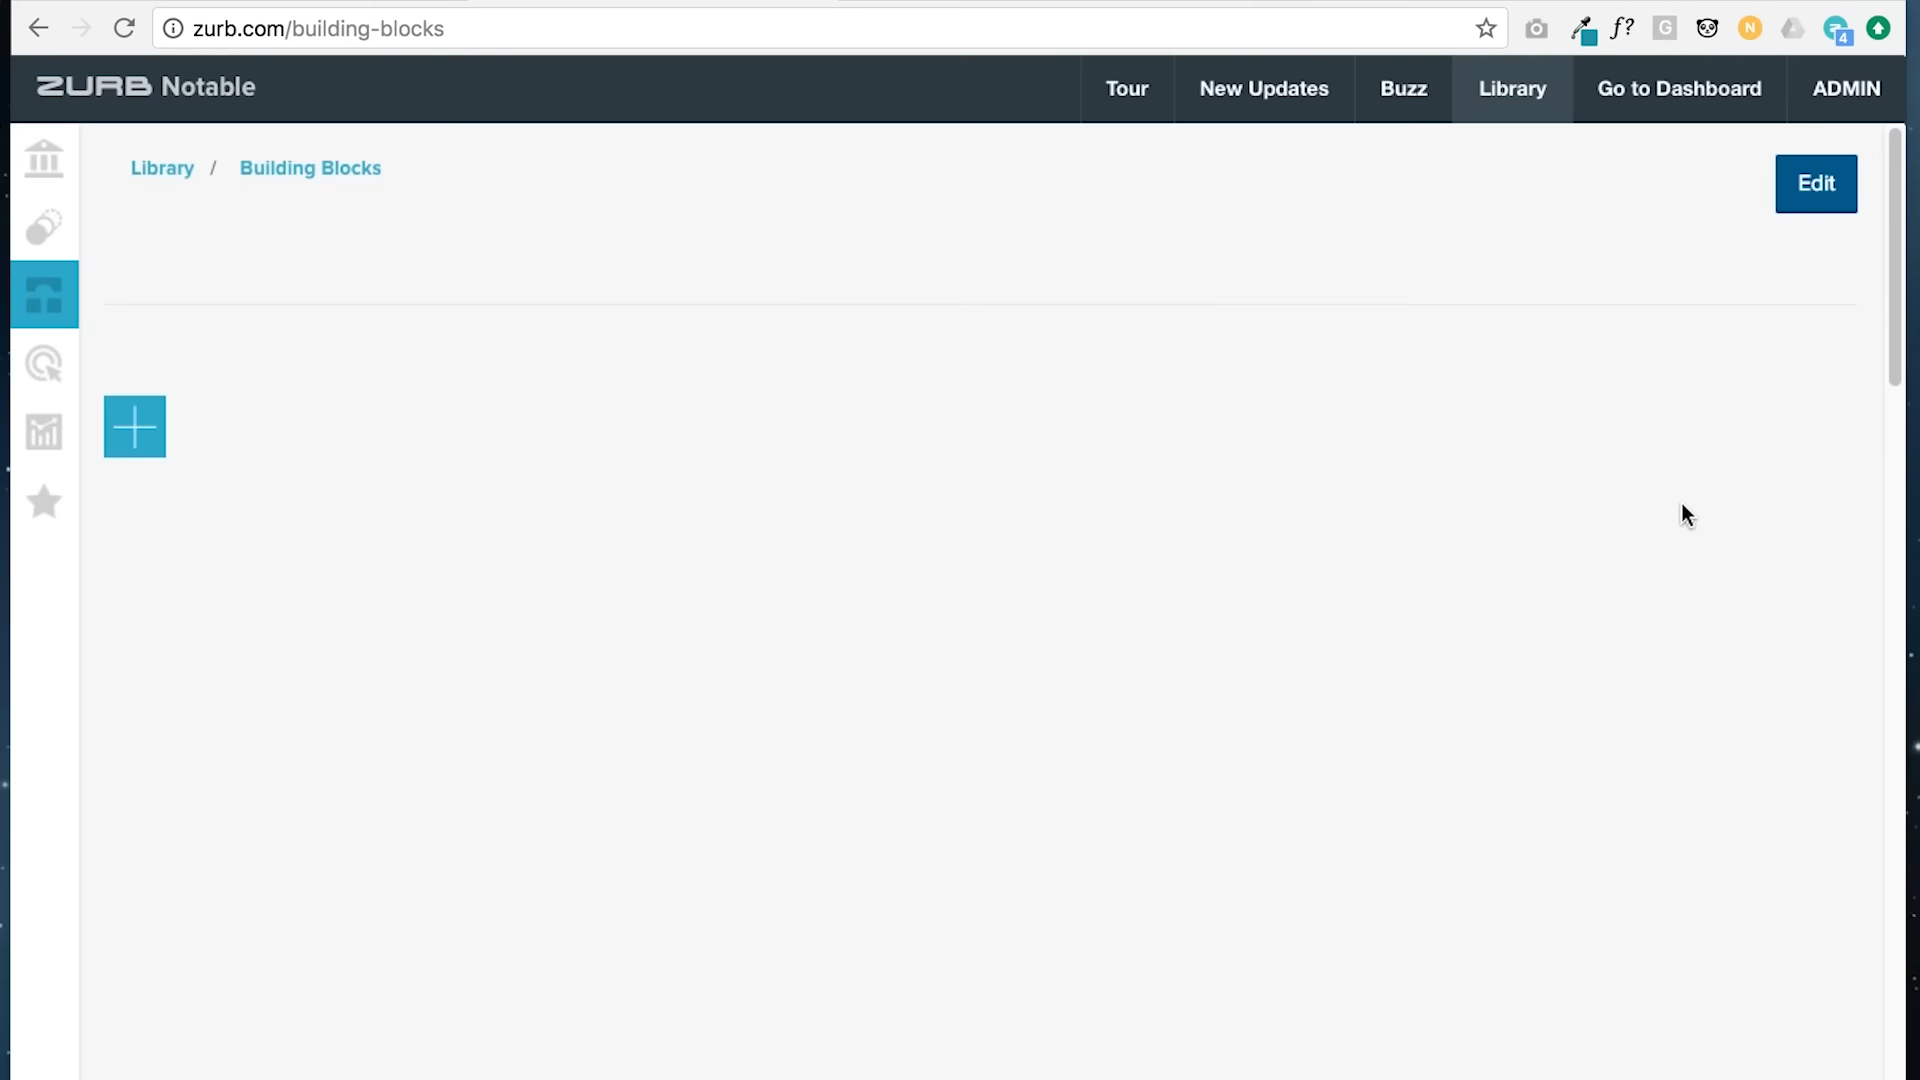 zurb.com/building-blocks
f?
G
N
4
ZURB Notable
Tour
New Updates
Buzz
Library
Go to Dashboard
ADMIN
Library / Building Blocks
Edit